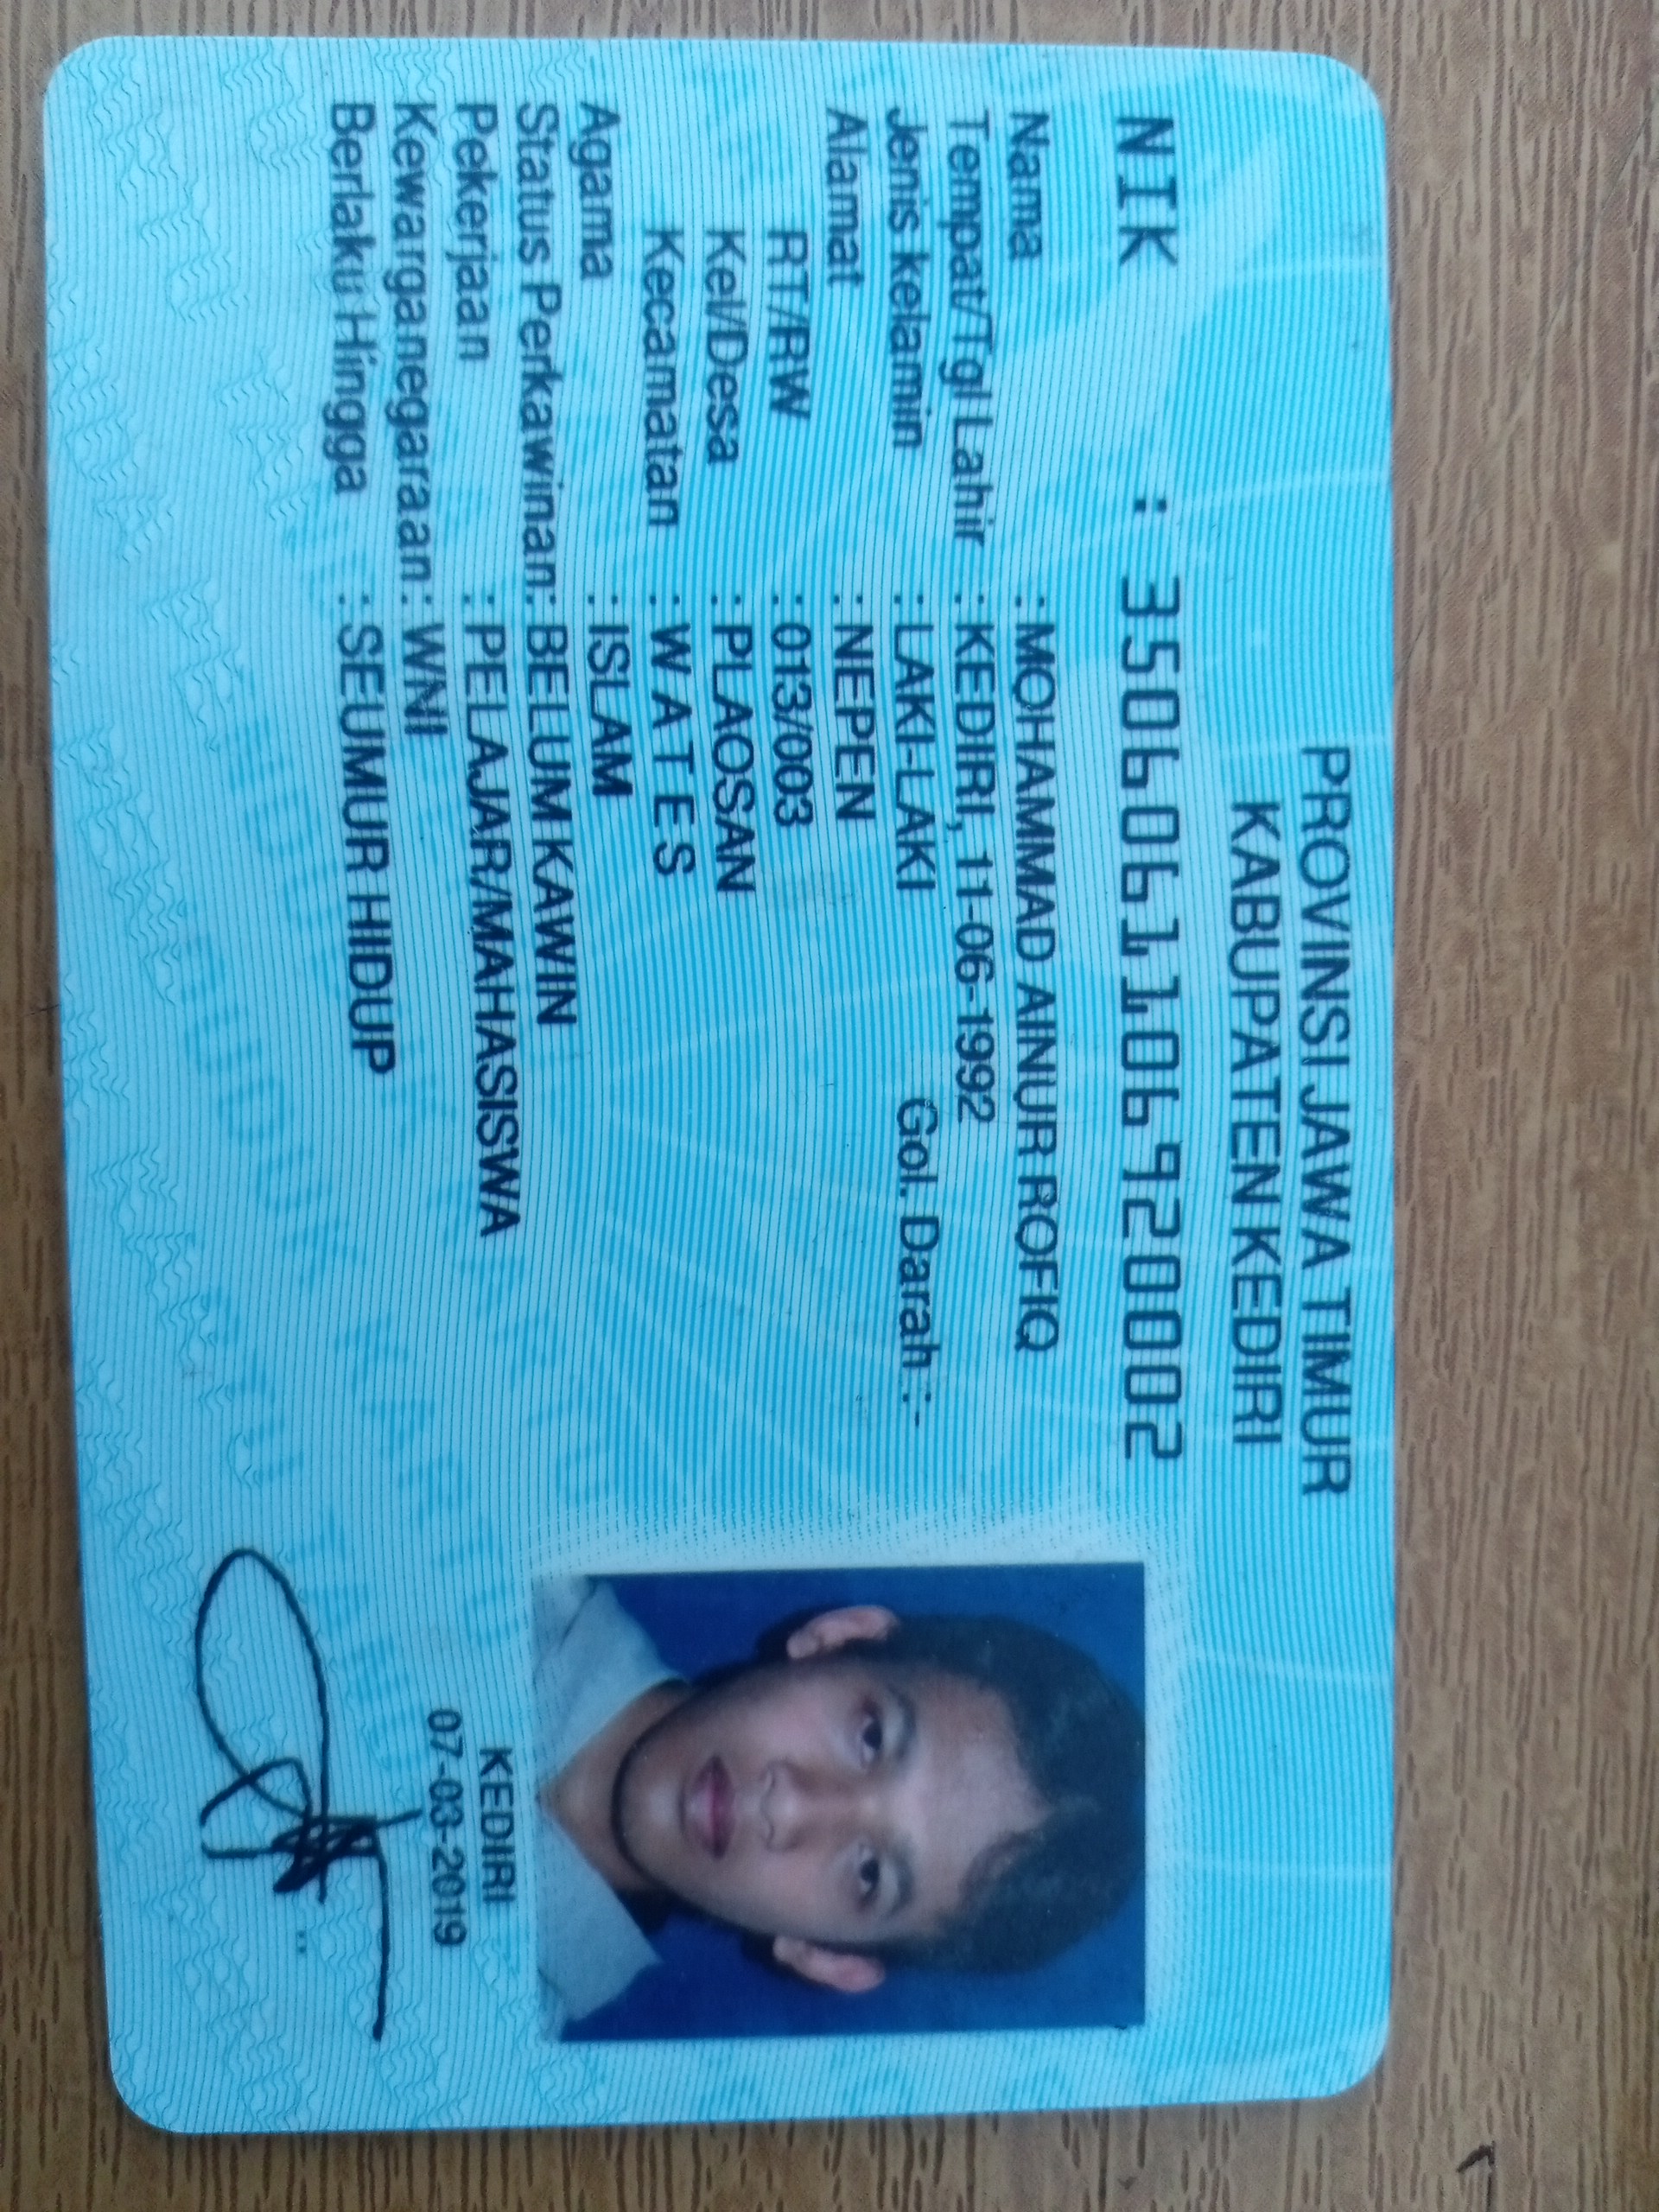 PROVINSI JAWA TIMUR
KABUPATEN KEDIRI
NIK : 3506061106920002
Nama : MOHAMMAD AINUR ROFIQ
Tempat/Tgl Lahir : KEDIRI, 11-06-1992
Jenis kelamin : LAKI-LAKI Gol. Darah : -
Alamat : NEPEN
RT/RW : 013/003
Kel/Desa : PLAOSAN
Kecamatan : W A T E S
Agama : ISLAM
Status Perkawinan: BELUM KAWIN
Pekerjaan : PELAJAR/MAHASISWA
Kewarganegaraan: WNI
Berlaku Hingga : SEUMUR HIDUP
KEDIRI
07-03-2019